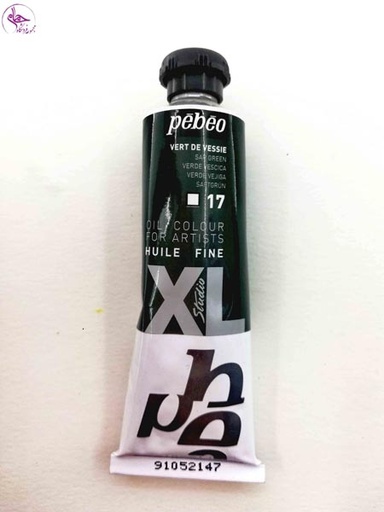 pēbēo
VERT DE VESSIE
SAP GREEN
VERDE VESCICA
VERDE VEJIGA
SAFTGRÜN
17
OIL COLOUR
FOR ARTISTS
HUILE FINE
XL
Studio
91052147